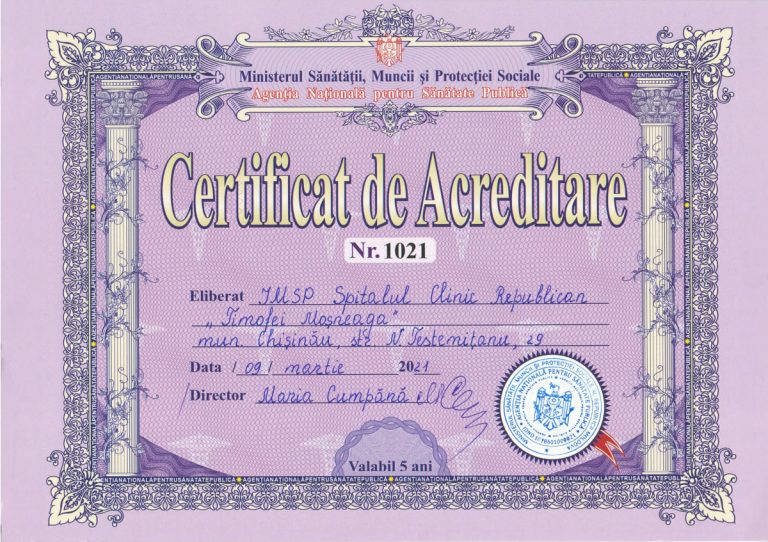 Ministerul Sănătății, Muncii și Protecției Sociale
Agenția Națională pentru Sănătate Publică
Certificat de Acreditare
Nr. 1021
Eliberat IMSP Spitalul Clinic Republican
„Timofei Moșneaga”
mun. Chișinău, str. N. Testemițanu, 29
Data / 09 / martie 2021
Director Maria Cumpănă
Valabil 5 ani
AGENȚIANAȚIONALĂPENTRUSĂNĂTATEPUBLICĂ